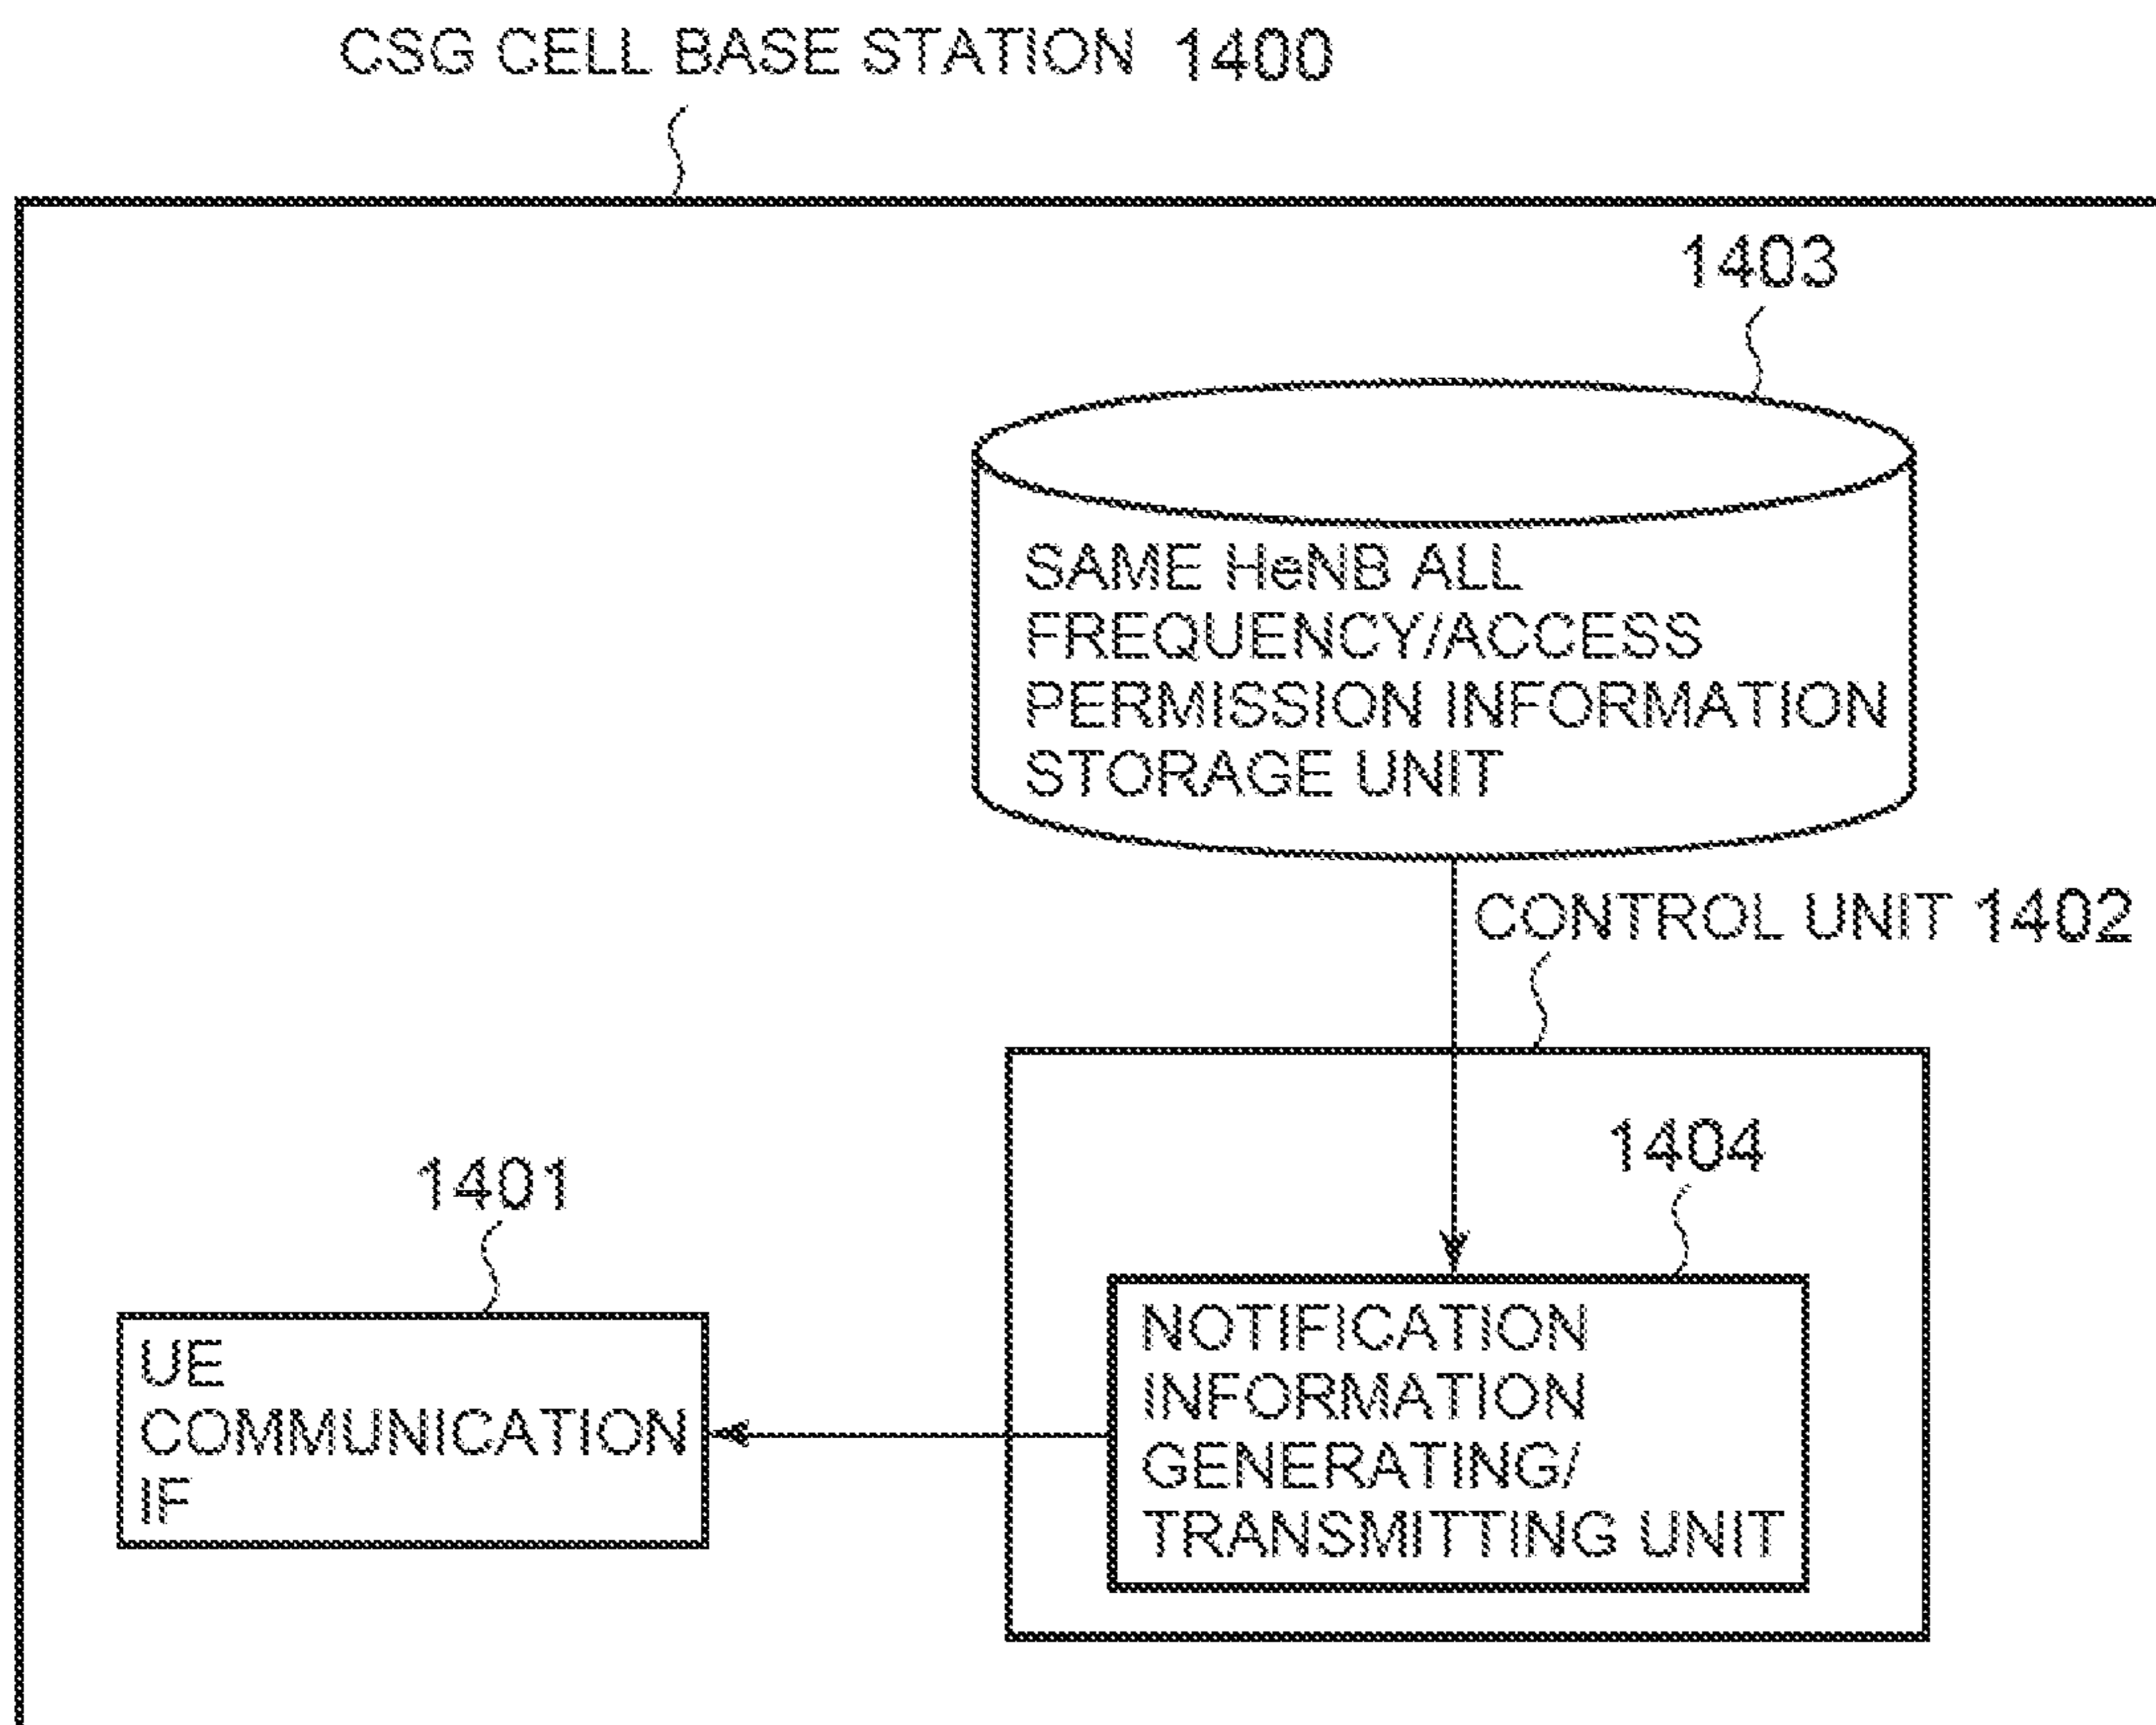 CSG CELL BASE STATION 1400
1403
SAME HeNB ALL
FREQUENCY/ACCESS
PERMISSION INFORMATION
STORAGE UNIT
CONTROL UNIT 1402
1404
1401
NOTIFICATION
INFORMATION
GENERATING/
TRANSMITTING UNIT
UE
COMMUNICATION
IF